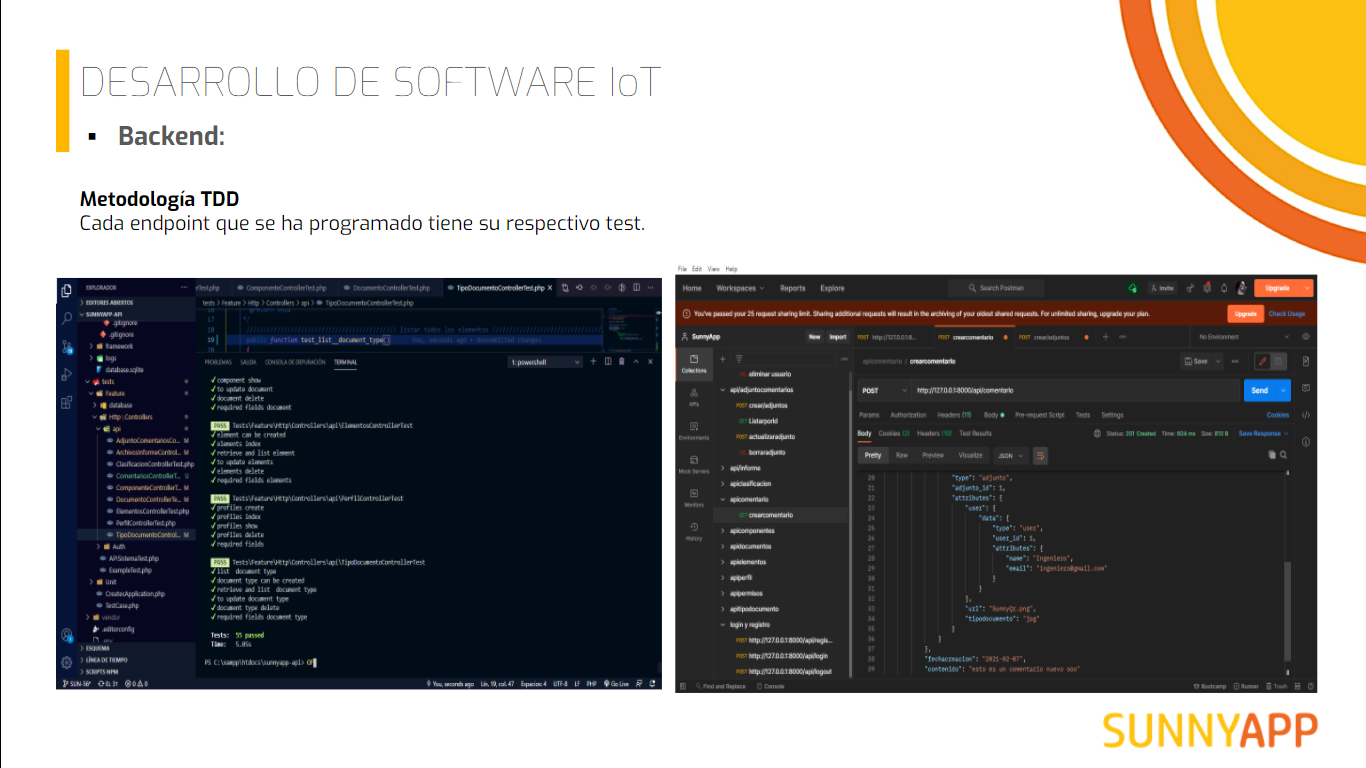 DESARROLLO DE SOFTWARE IoT
▪ Backend:
Metodología TDD
Cada endpoint que se ha programado tiene su respectivo test.
EXPLORADOR
EDITORES ABIERTOS
SUNNYAPP-API
.gitignore
.gitignore
framework
logs
database.sqlite
tests
Feature
database
Http\Controllers
api
AdjuntoComentariosCo... M
ArchivosInformeControl... M
ClasificacionControllerTest.php
ComentariosControllerT... U
ComponenteController... M
DocumentoControllerTe... M
ElementosControllerTest.php
PerfilControllerTest.php
TipoDocumentoControl... M
Auth
APISistemaTest.php
ExampleTest.php
Unit
CreatesApplication.php
TestCase.php
vendor
.editorconfig
.env
ESQUEMA
LÍNEA DE TIEMPO
SCRIPTS NPM
rTest.php ComponenteControllerTest.php DocumentoControllerTest.php TipoDocumentoControllerTest.php
tests > Feature > Http > Controllers > api > TipoDocumentoControllerTest.php
17 */
18 listar todos los elementos
19 public function test_list__document_type() You, seconds ago • Uncommitted changes
20 {
PROBLEMAS SALIDA CONSOLA DE DEPURACIÓN TERMINAL 1: powershell
✓ component show
✓ to update document
✓ document delete
✓ required fields document
PASS Tests\Feature\Http\Controllers\api\ElementosControllerTest
✓ element can be created
✓ elements index
✓ retrieve and list element
✓ to update elements
✓ elements delete
✓ required fields elements
PASS Tests\Feature\Http\Controllers\api\PerfilControllerTest
✓ profiles create
✓ profiles index
✓ profiles show
✓ profiles delete
✓ required fields
PASS Tests\Feature\Http\Controllers\api\TipoDocumentoControllerTest
✓ list document type
✓ document type can be created
✓ retrieve and list document type
✓ to update document type
✓ document type delete
✓ required fields document type
Tests: 55 passed
Time: 5.05s
PS C:\xampp\htdocs\sunnyapp-api>
You, seconds ago Lín. 19, col. 47 Espacios: 4 UTF-8 LF PHP Go Live
File Edit View Help
Home Workspaces Reports Explore Search Postman Invite Upgrade
You've passed your 25 request sharing limit. Sharing additional requests will result in the archiving of your oldest shared requests. For unlimited sharing, upgrade your plan. Upgrade Check Usage
SunnyApp New Import
Collections
APIs
Environments
Mock Servers
Monitors
History
eliminar usuario
api/adjuntocomentarios
POST crear/adjuntos
GET ListarporId
POST actualizaradjunto
borraradjunto
api/informe
apiclasificacion
apicomentario
crearcomentario
apicomponentes
apidocumentos
apielementos
apiperfil
apipermisos
apitipodocumento
login y registro
POST http://127.0.0.1:8000/api/regis...
POST http://127.0.0.1:8000/api/login
POST http://127.0.0.1:8000/api/logout
POST http://127.0.0.1:8... POST crearcomentario POST crear/adjuntos No Environment
apicomentario / crearcomentario Save
POST http://127.0.0.1:8000/api/comentario Send
Params Authorization Headers (11) Body Pre-request Script Tests Settings Cookies
Body Cookies (2) Headers (10) Test Results Status: 201 Created Time: 604 ms Size: 810 B Save Response
Pretty Raw Preview Visualize JSON
20 "type": "adjunto",
21 "adjunto_id": 1,
22 "attributes": {
23 "user": {
24 "data": {
25 "type": "user",
26 "user_id": 1,
27 "attributes": {
28 "name": "Ingeniero",
29 "email": "ingeniero@gmail.com"
30 }
31 }
32 },
33 "url": "SunnyQr.png",
34 "tipodocumento": "jpg"
35 }
36 }
37 },
38 "fechacreacion": "2021-02-07",
39 "contenido": "esto es un comentario nuevo ooo"
Find and Replace Console Bootcamp Runner Trash
SUNNYAPP